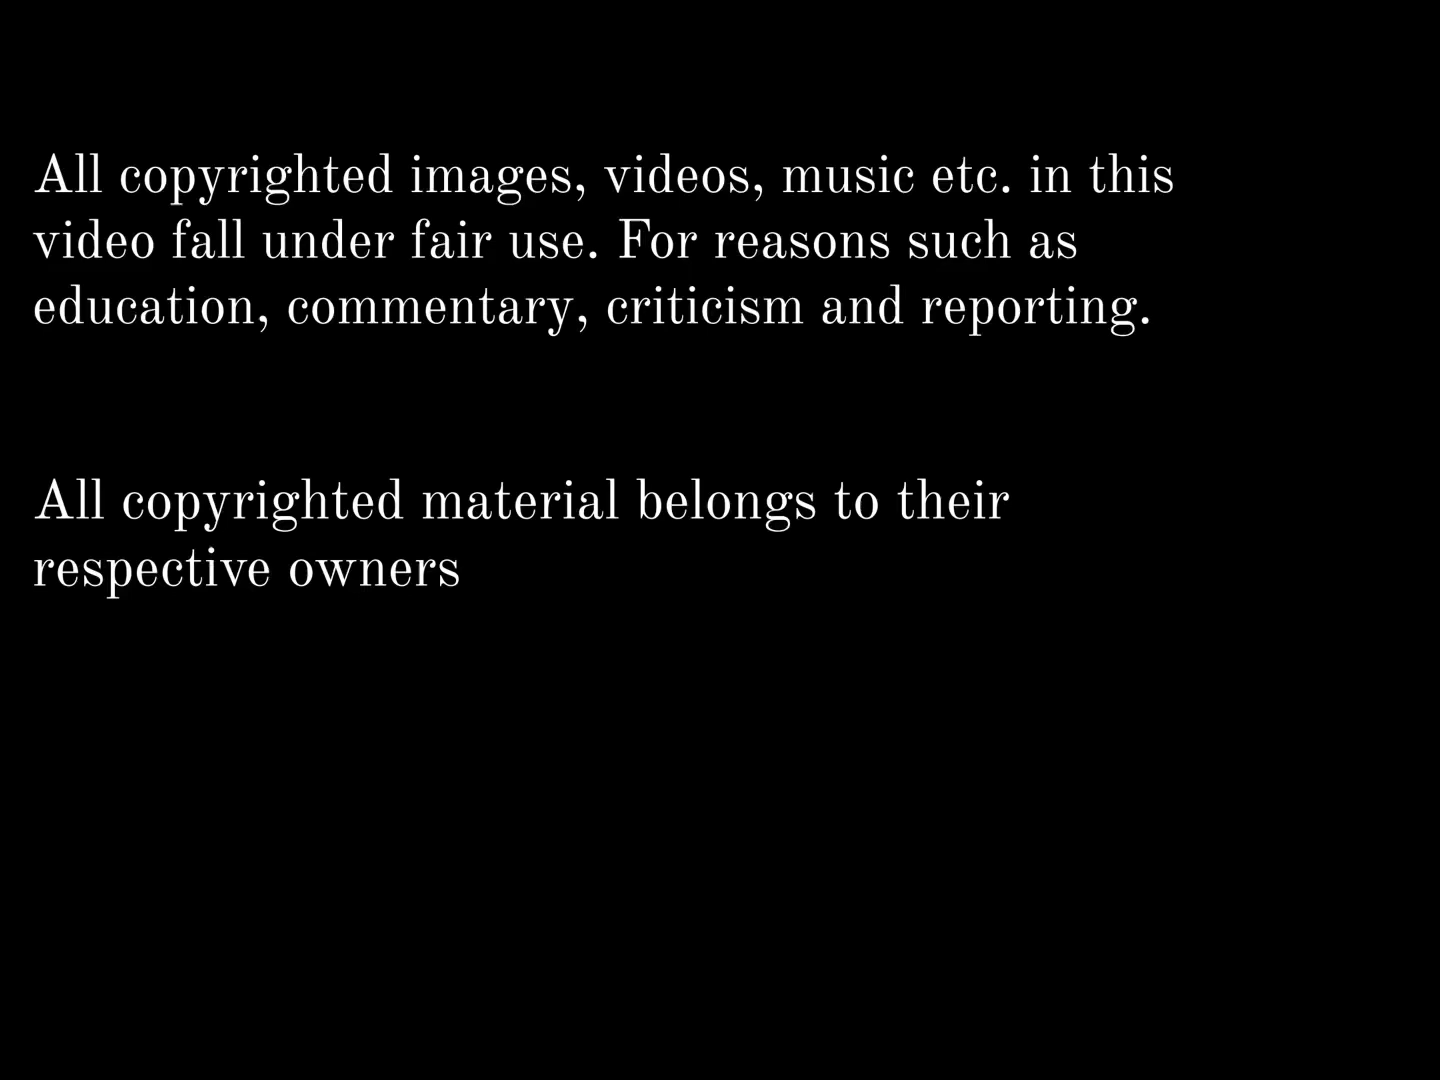 All copyrighted images, videos, music etc. in this
video fall under fair use. For reasons such as
education, commentary, criticism and reporting.
All copyrighted material belongs to their
respective owners